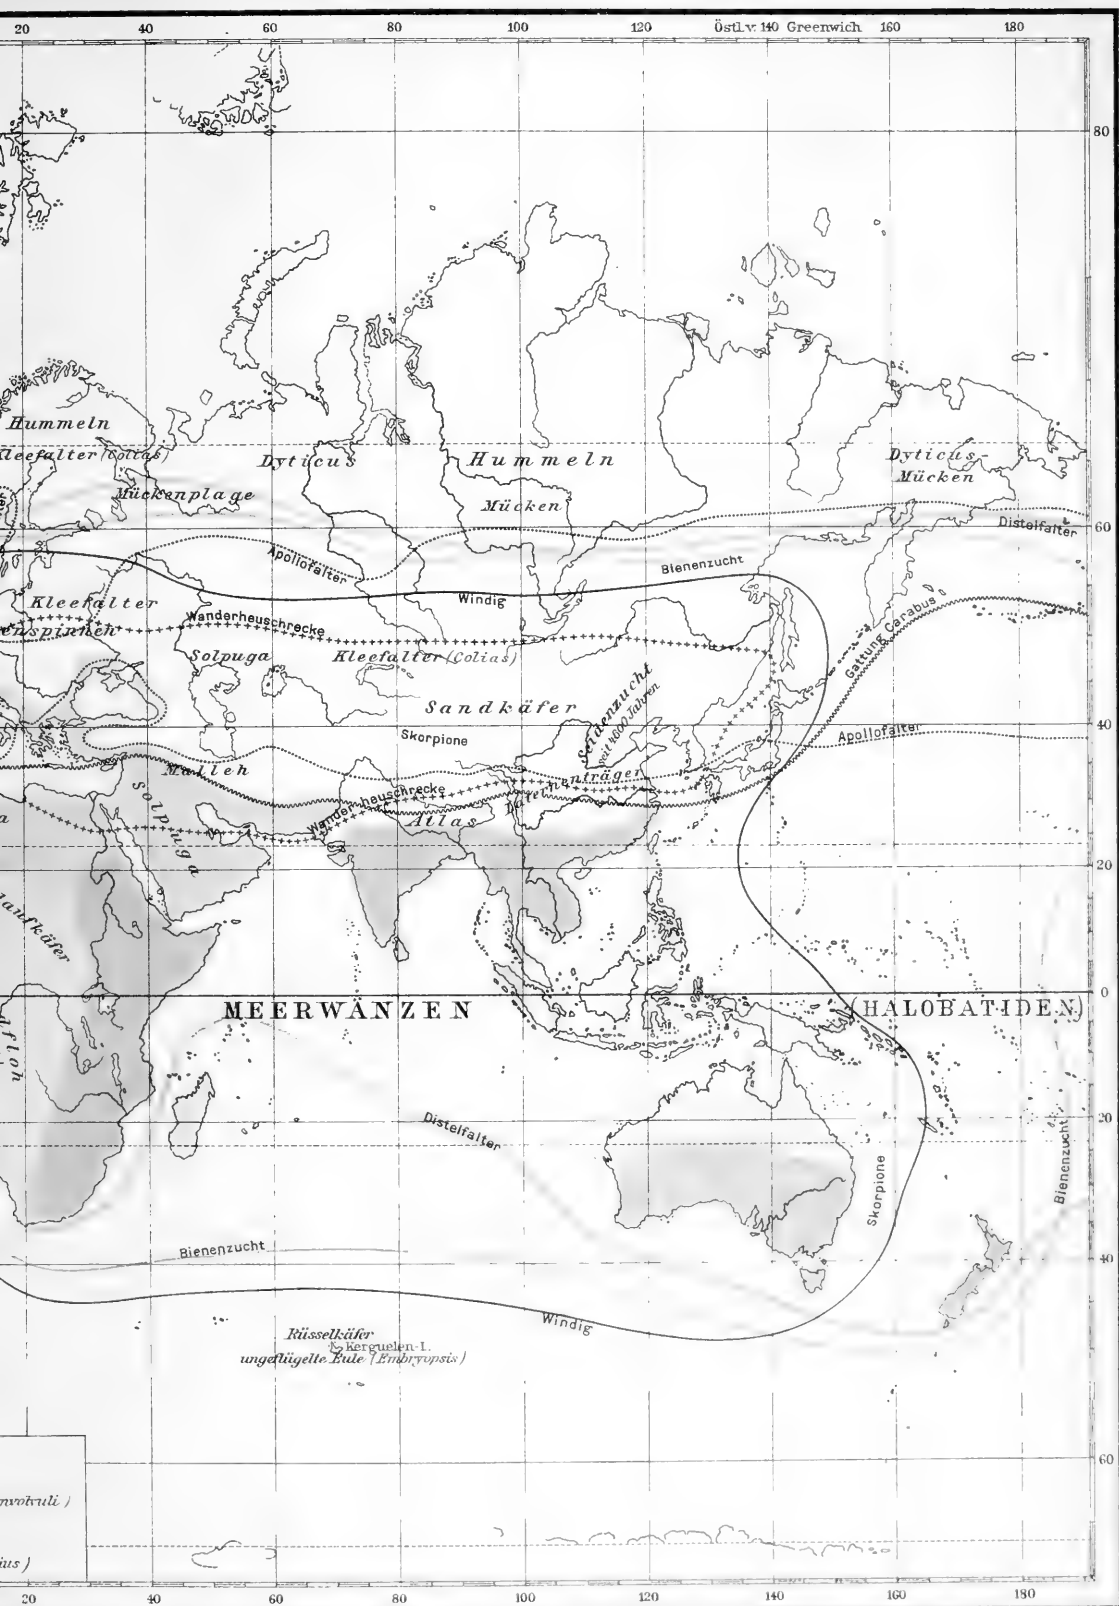 20 40 60 80 100 120 Östl.v. 140 Greenwich 160 180
80
Hummeln
Kleefalter (Colias)
Dyticus
Hummeln
Dyticus-
Mücken
Mückenplage
Mücken
60
Distelfalter
Apollofalter
Bienenzucht
Windig
Kleefalter
Wanderheuschrecke
Gattung Carabus
Solpuga
Kleefalter (Colias)
Seidenzucht
seit 4600 Jahren
Sandkäfer
40
Skorpione
Apollofalter
Malleh
Laternenträger
Solpuga
Wanderheuschrecke
Atlas
20
MEERWÄNZEN
0
(HALOBATIDEN)
Distelfalter
20
Bienenzucht
Skorpione
Bienenzucht
40
Windig
Rüsselkäfer
Kerguelen-I.
ungeflügelte Eule (Embryopsis)
60
20 40 60 80 100 120 140 160 180